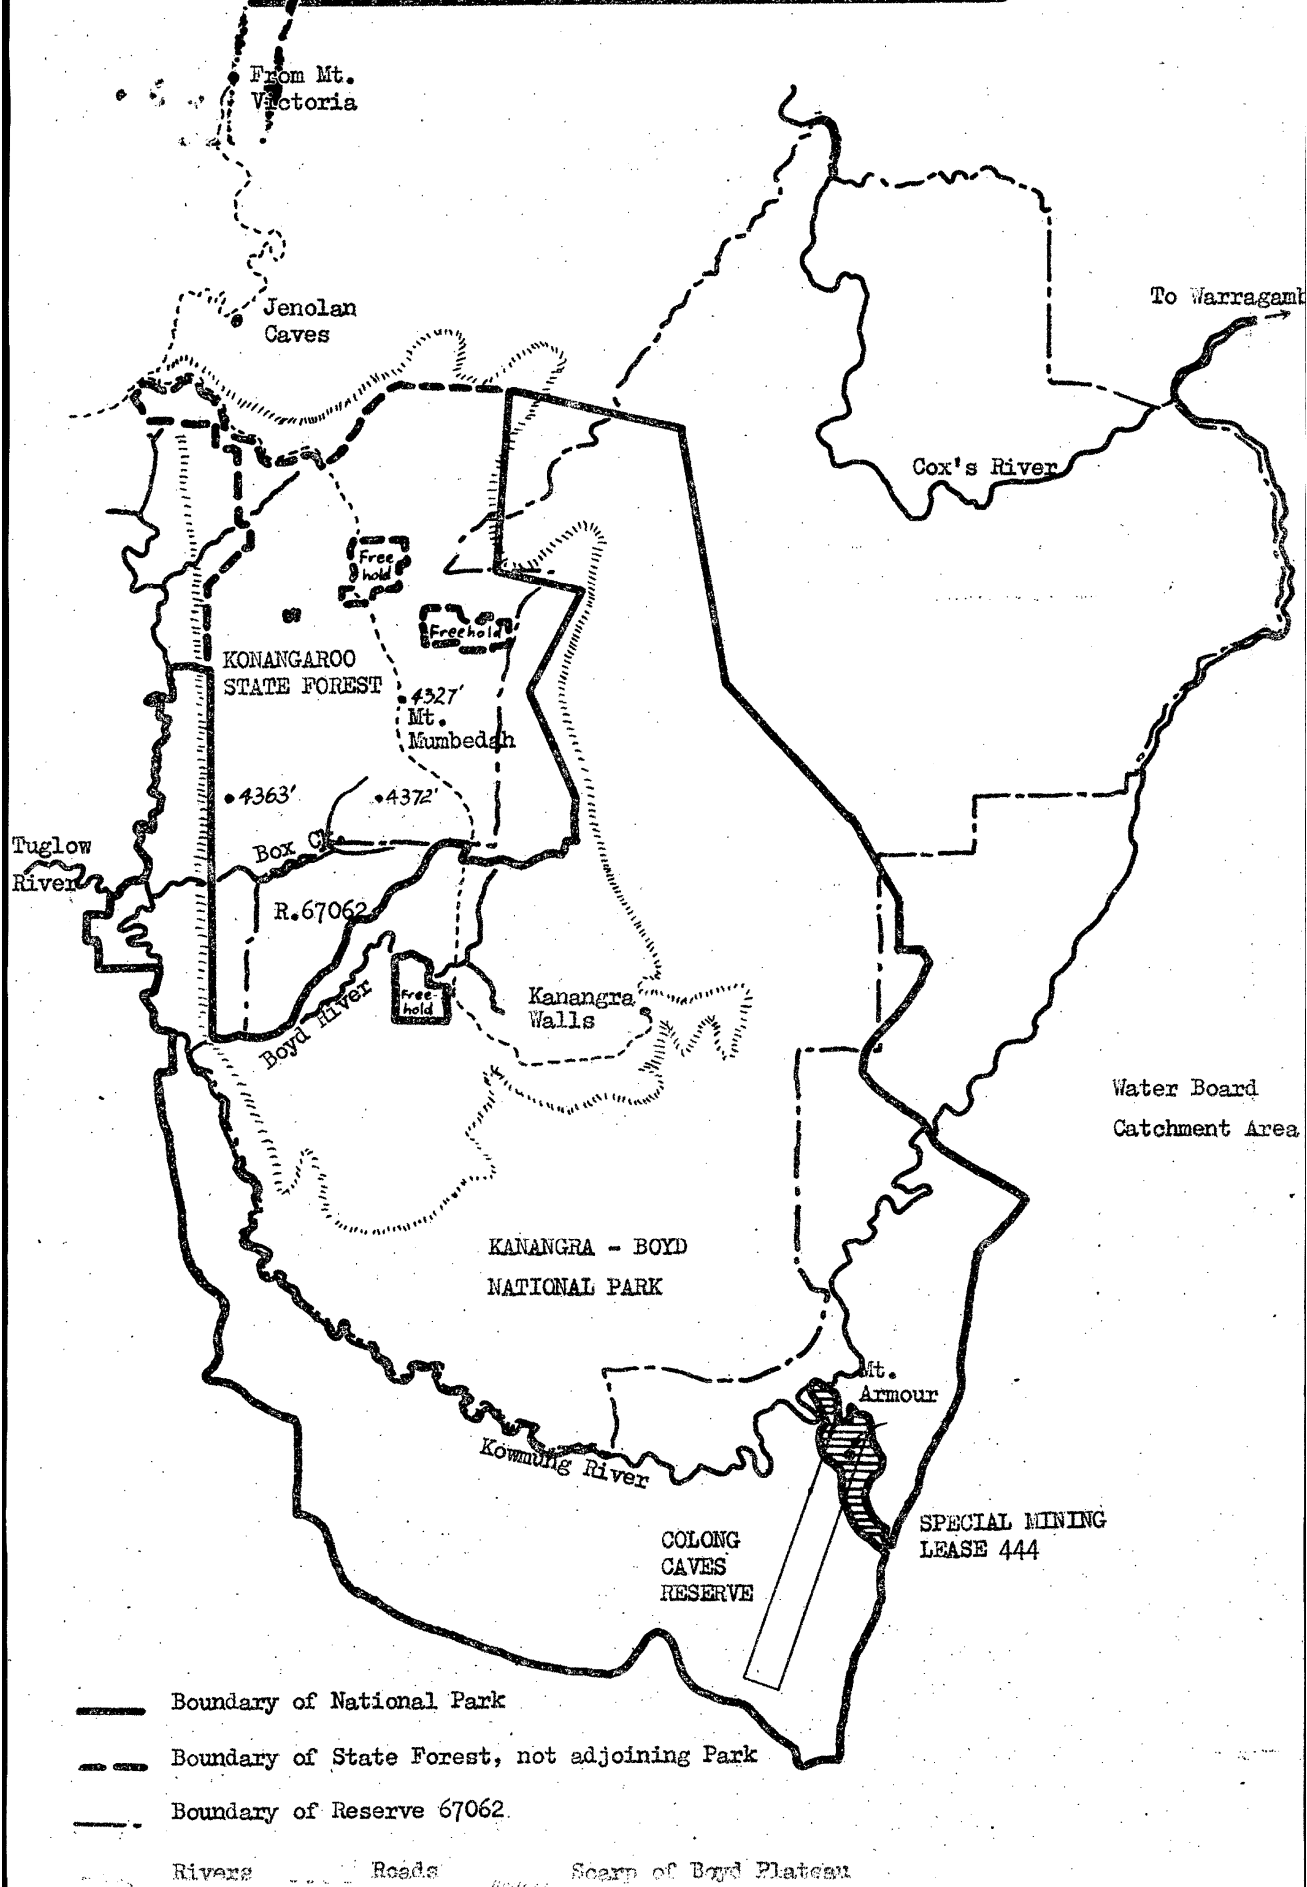 From Mt.
Victoria
To Warragamb
Jenolan
Caves
Cox's River
Free
hold
Freehold
KONANGAROO
STATE FOREST
4327'
Mt.
Mumbedah
4363'
4372'
Tuglow
River
Box Ck.
R.67062
Boyd River
Free-
hold
Kanangra
Walls
Water Board
Catchment Area
KANANGRA - BOYD
NATIONAL PARK
Mt.
Armour
Kowmung River
SPECIAL MINING
LEASE 444
COLONG
CAVES
RESERVE
Boundary of National Park
Boundary of State Forest, not adjoining Park
Boundary of Reserve 67062
Rivers Roads Scarp of Boyd Plateau